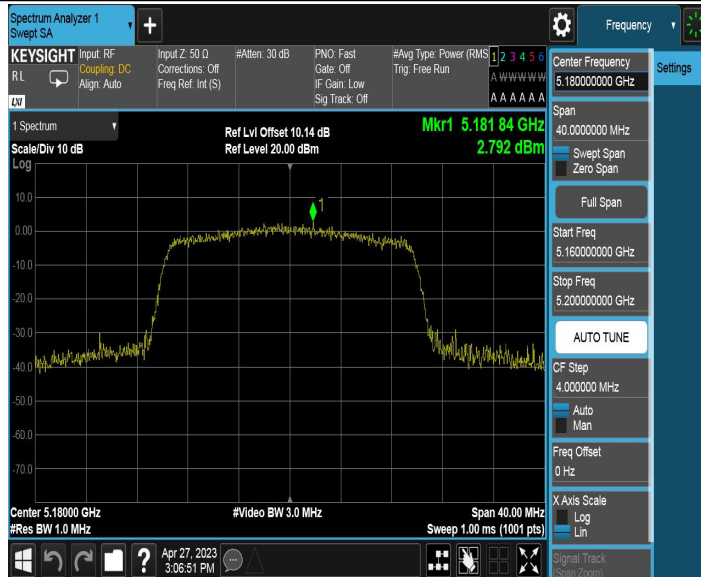 Spectrum Analyzer 1
Swept SA
Frequency
KEYSIGHT
RL
LXI
Input: RF
Coupling: DC
Align: Auto
Input Z: 50 Ω
Corrections: Off
Freq Ref: Int (S)
#Atten: 30 dB
PNO: Fast
Gate: Off
IF Gain: Low
Sig Track: Off
#Avg Type: Power (RMS
Trig: Free Run
1 2 3 4 5 6
A W W W W W
A A A A A A
1 Spectrum
Scale/Div 10 dB
Ref Lvl Offset 10.14 dB
Ref Level 20.00 dBm
Mkr1 5.181 84 GHz
2.792 dBm
Log
10.0
0.00
-10.0
-20.0
-30.0
-40.0
-50.0
-60.0
-70.0
1
Center 5.18000 GHz
#Res BW 1.0 MHz
#Video BW 3.0 MHz
Span 40.00 MHz
Sweep 1.00 ms (1001 pts)
Apr 27, 2023
3:06:51 PM
Center Frequency
5.180000000 GHz
Span
40.0000000 MHz
Swept Span
Zero Span
Full Span
Start Freq
5.160000000 GHz
Stop Freq
5.200000000 GHz
AUTO TUNE
CF Step
4.000000 MHz
Auto
Man
Freq Offset
0 Hz
X Axis Scale
Log
Lin
Signal Track
(Span Zoom)
Settings